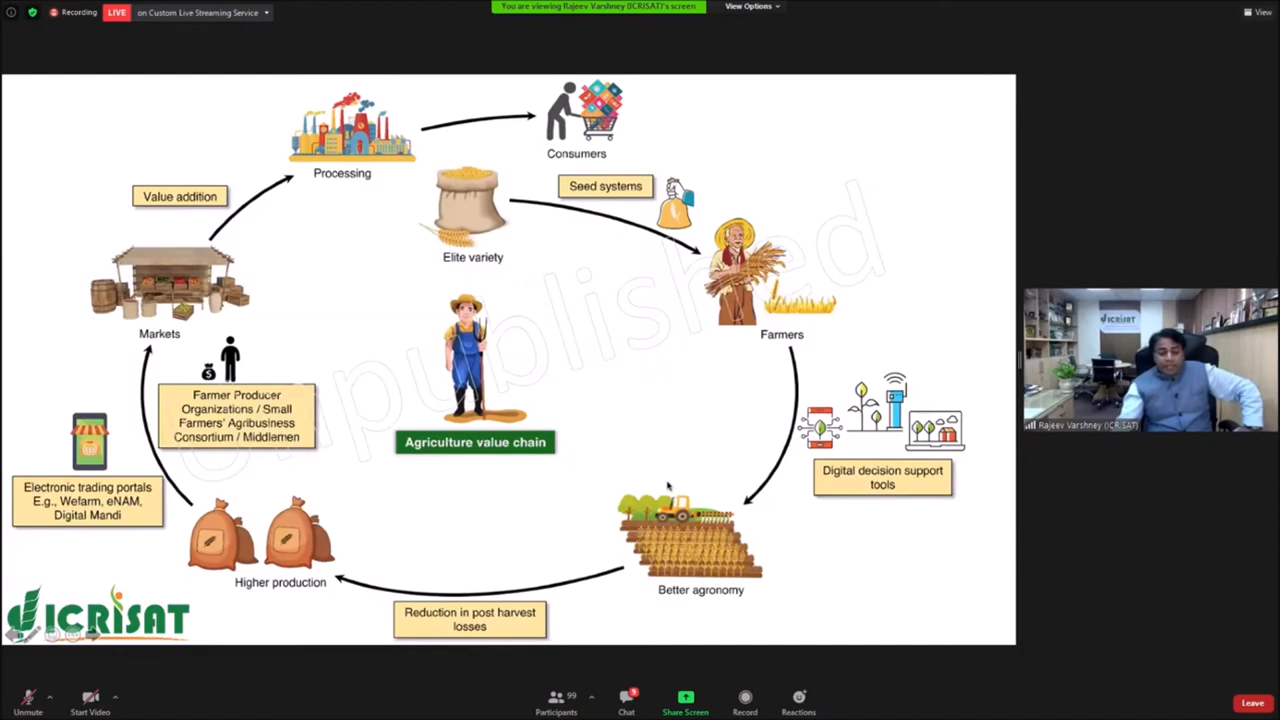 Recording
LIVE
on Custom Live Streaming Service
You are viewing Rajeev Varshney (ICRISAT)'s screen
View Options
View
Processing
Consumers
Value addition
Seed systems
Elite variety
Markets
Farmers
Farmer Producer
Organizations / Small
Farmers' Agribusiness
Consortium / Middlemen
Agriculture value chain
Digital decision support
tools
Electronic trading portals
E.g., Wefarm, eNAM,
Digital Mandi
Higher production
Better agronomy
Reduction in post harvest
losses
Unpublished
ICRISAT
ICRISAT
Rajeev Varshney (ICRISAT)
Unmute
Start Video
99
Participants
9
Chat
Share Screen
Record
Reactions
Leave